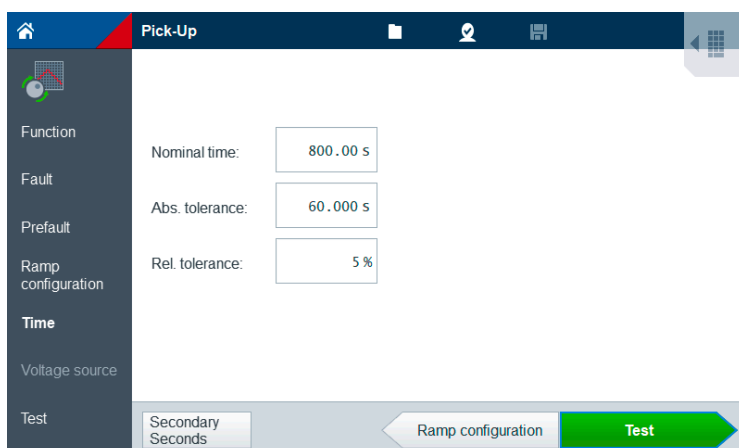 Pick-Up
Function
Fault
Prefault
Ramp
configuration
Time
Voltage source
Test
Nominal time:
800.00 s
Abs. tolerance:
60.000 s
Rel. tolerance:
5 %
Secondary
Seconds
Ramp configuration
Test